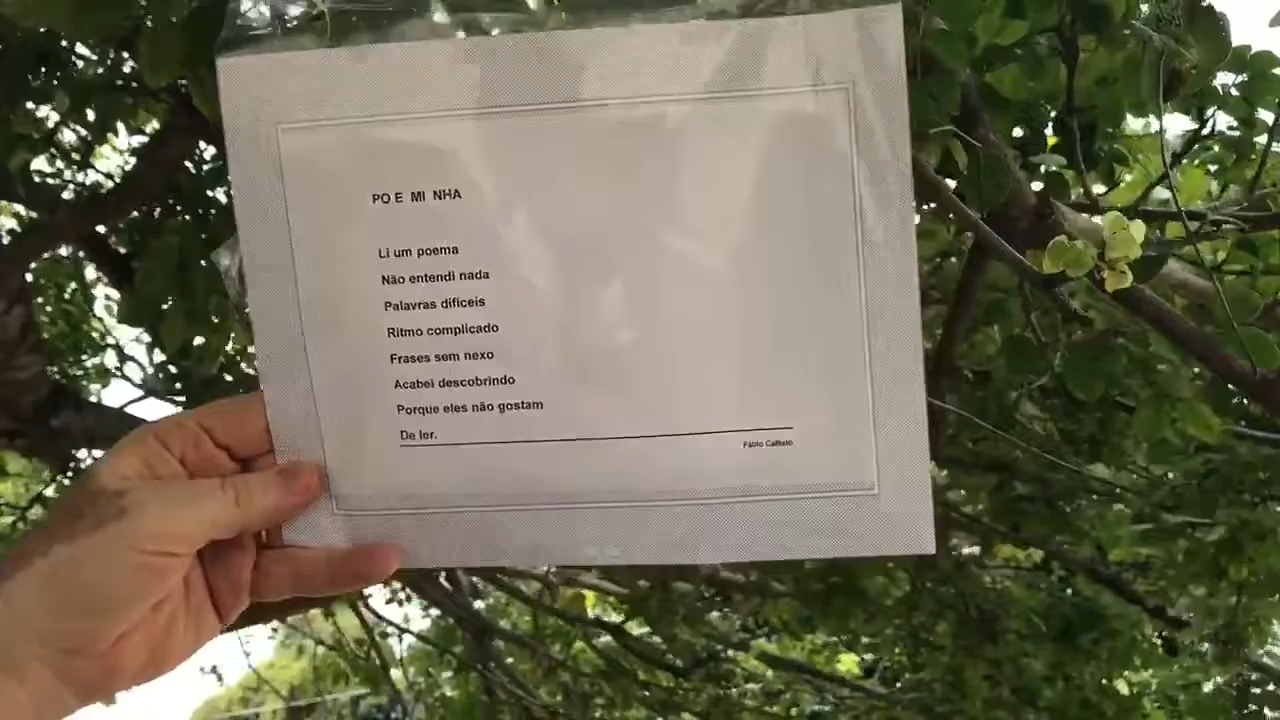 PO E MI NHA
Li um poema
Não entendi nada
Palavras difíceis
Ritmo complicado
Frases sem nexo
Acabei descobrindo
Porque eles não gostam
De ler.
Fábio